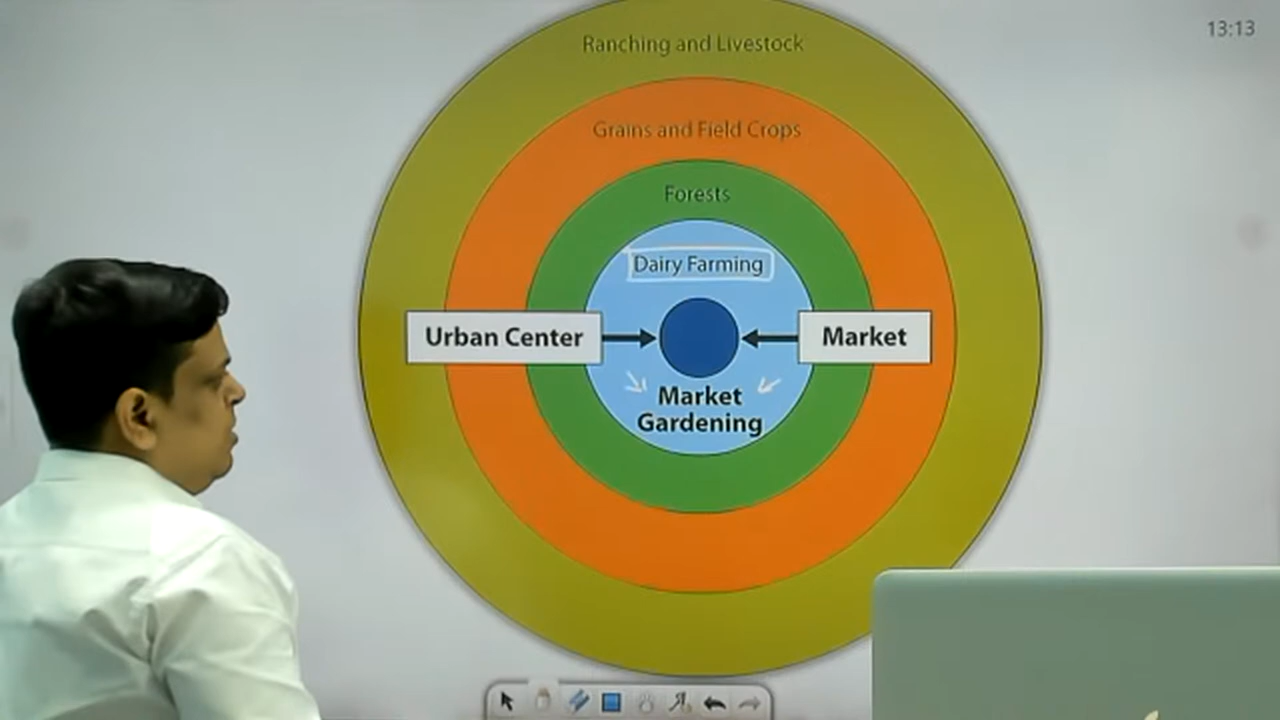 13:13
Ranching and Livestock
Grains and Field Crops
Forests
Dairy Farming
Urban Center
Market
Market
Gardening